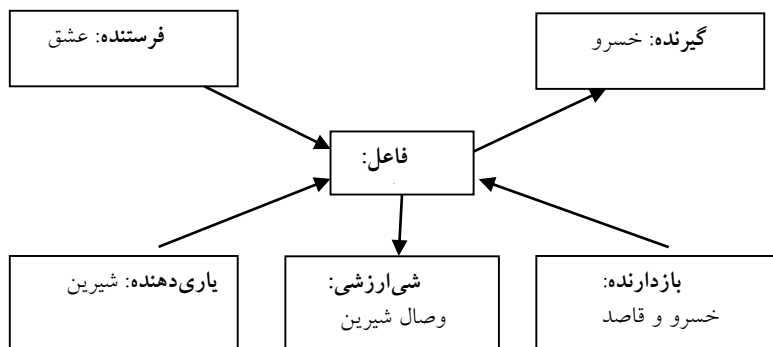 فرستنده: عشق
گیرنده: خسرو
فاعل:
یاری‌دهنده: شیرین
شی‌ارزشی:
وصال شیرین
بازدارنده:
خسرو و قاصد